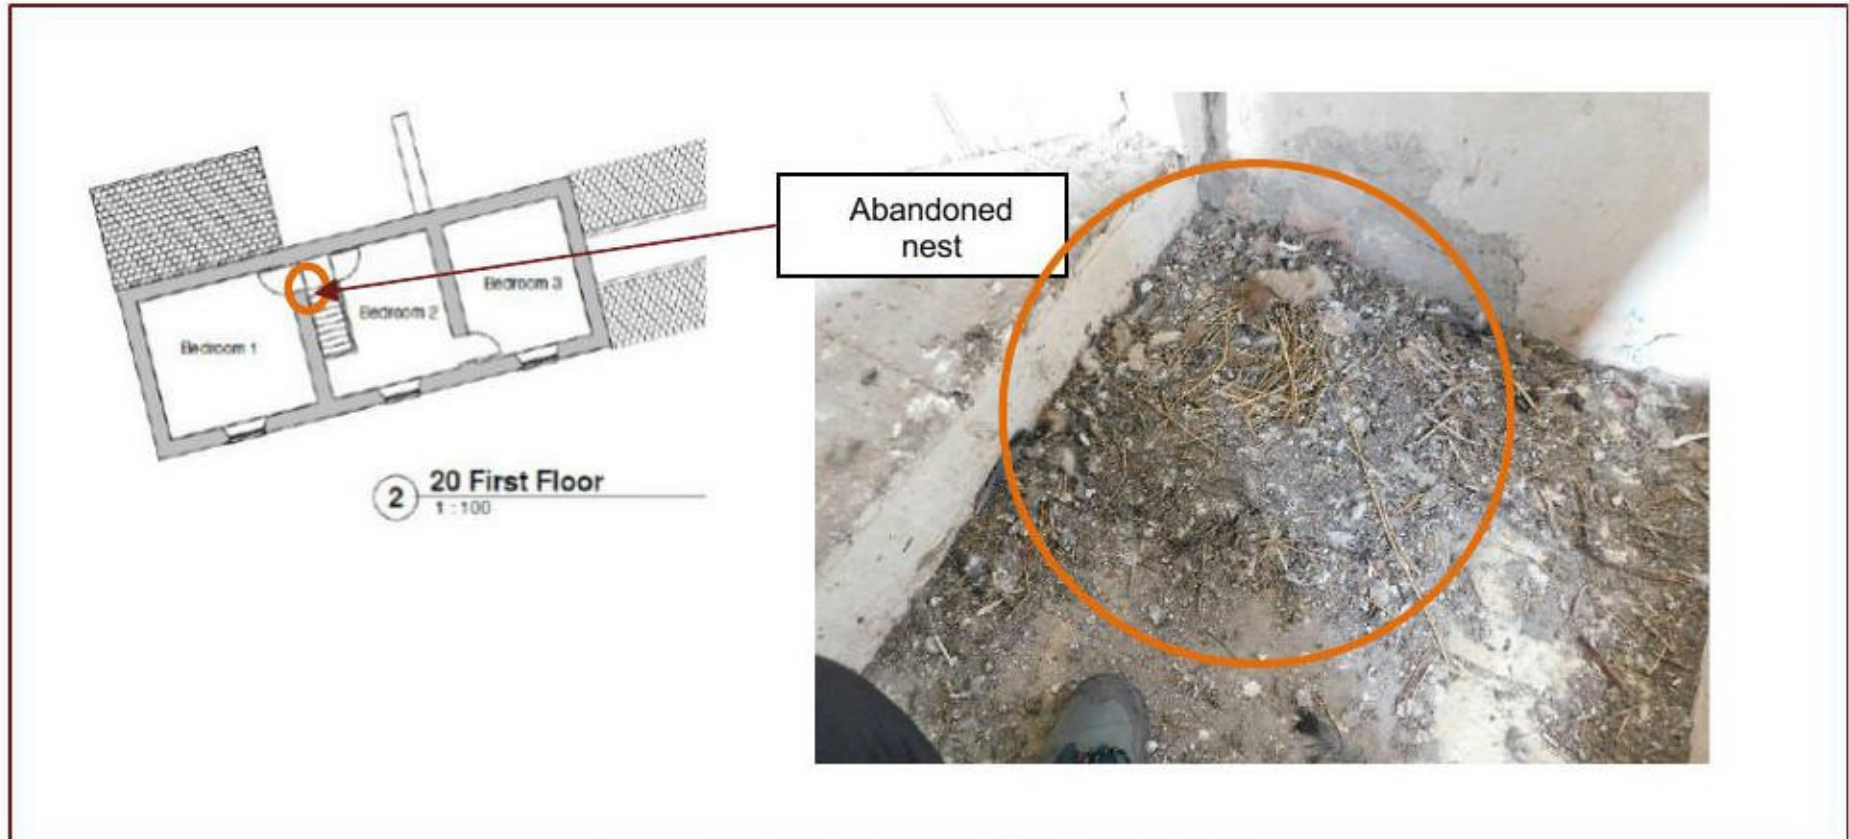 Abandoned
nest
Bedroom 3
Bedroom 2
Bedroom 1
2
20 First Floor
1 : 100